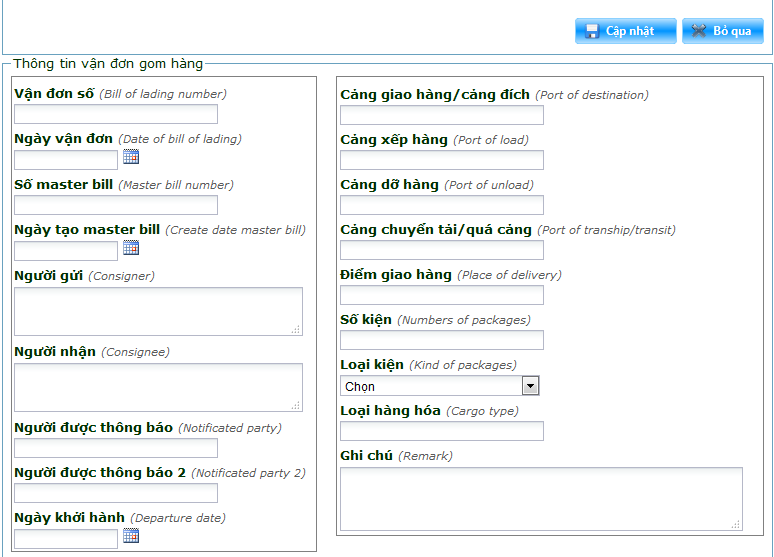 Cập nhật Bỏ qua
Thông tin vận đơn gom hàng
Vận đơn số (Bill of lading number)
Ngày vận đơn (Date of bill of lading)
Số master bill (Master bill number)
Ngày tạo master bill (Create date master bill)
Người gửi (Consigner)
Người nhận (Consignee)
Người được thông báo (Notificated party)
Người được thông báo 2 (Notificated party 2)
Ngày khởi hành (Departure date)
Cảng giao hàng/cảng đích (Port of destination)
Cảng xếp hàng (Port of load)
Cảng dỡ hàng (Port of unload)
Cảng chuyển tải/quá cảng (Port of tranship/transit)
Điểm giao hàng (Place of delivery)
Số kiện (Numbers of packages)
Loại kiện (Kind of packages)
Chọn
Loại hàng hóa (Cargo type)
Ghi chú (Remark)